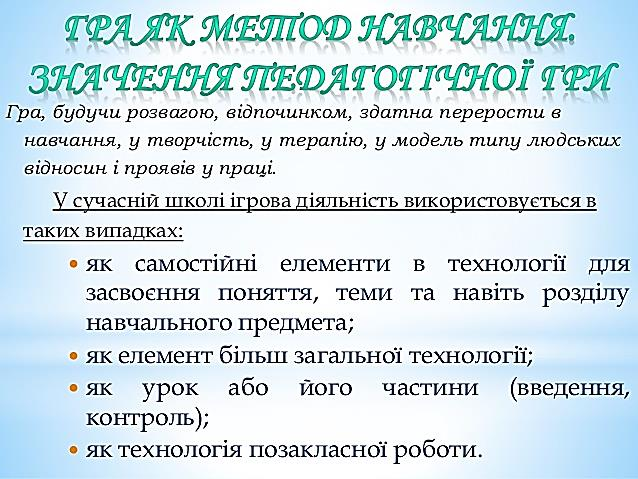 ГРА ЯК МЕТОД НАВЧАННЯ.
ЗНАЧЕННЯ ПЕДАГОГІЧНОЇ ГРИ
Гра, будучи розвагою, відпочинком, здатна перерости в
навчання, у творчість, у терапію, у модель типу людських
відносин і проявів у праці.
У сучасній школі ігрова діяльність використовується в
таких випадках:
• як самостійні елементи в технології для
засвоєння поняття, теми та навіть розділу
навчального предмета;
• як елемент більш загальної технології;
• як урок або його частини (введення,
контроль);
• як технологія позакласної роботи.